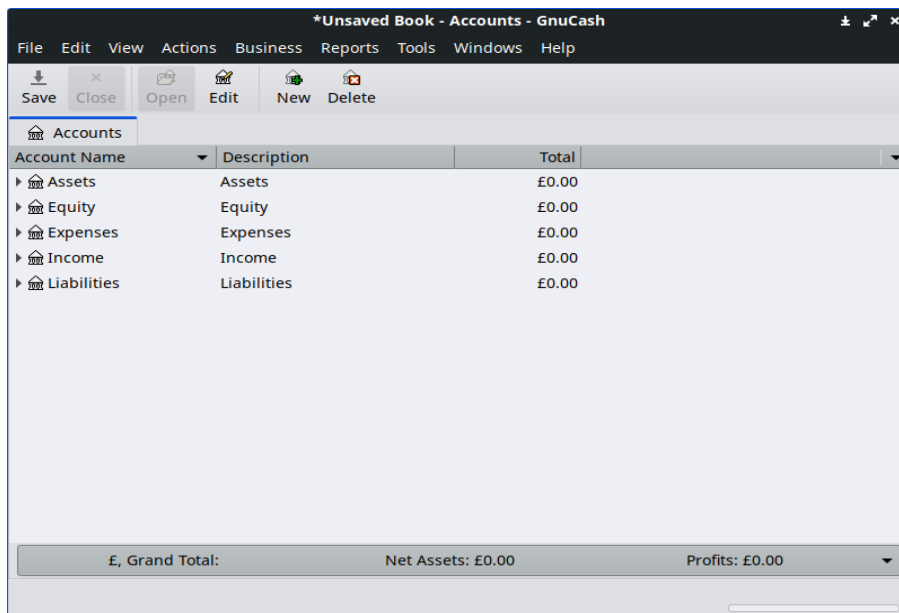 *Unsaved Book - Accounts - GnuCash
File Edit View Actions Business Reports Tools Windows Help
Save Close Open Edit New Delete
Accounts
Account Name Description Total
Assets Assets £0.00
Equity Equity £0.00
Expenses Expenses £0.00
Income Income £0.00
Liabilities Liabilities £0.00
£, Grand Total: Net Assets: £0.00 Profits: £0.00